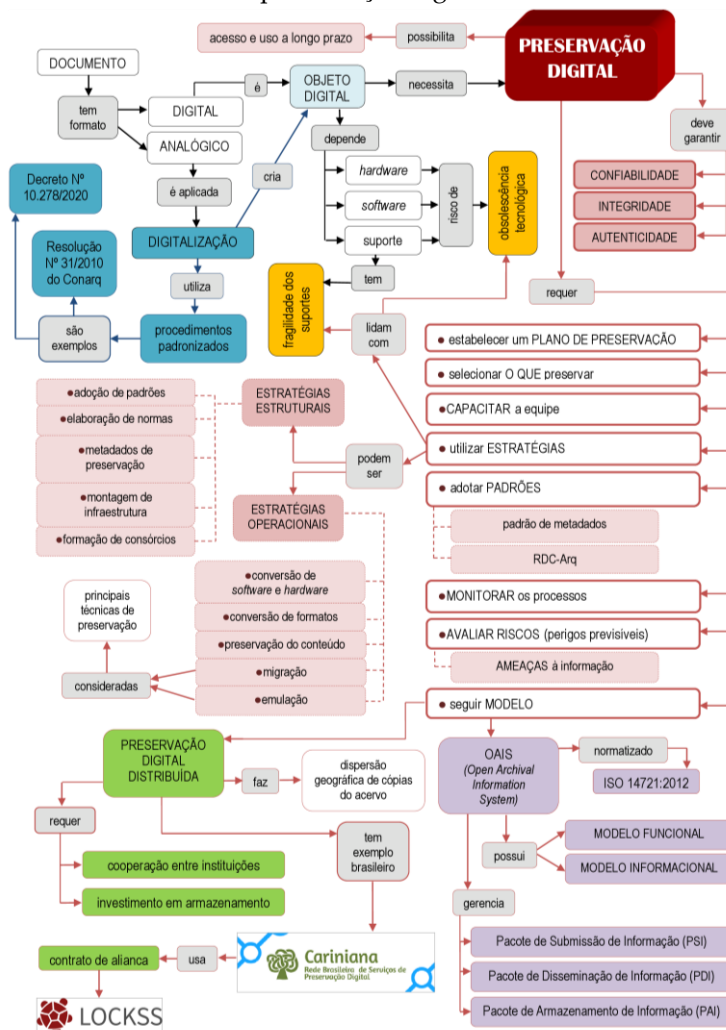 acesso e uso a longo prazo
possibilita
PRESERVAÇÃO
DIGITAL
DOCUMENTO
tem
formato
DIGITAL
ANALÓGICO
é
OBJETO
DIGITAL
necessita
deve
garantir
CONFIABILIDADE
INTEGRIDADE
AUTENTICIDADE
requer
depende
hardware
software
suporte
risco de
obsolescência
tecnológica
tem
fragilidade dos
suportes
lidam
com
cria
é aplicada
DIGITALIZAÇÃO
utiliza
procedimentos
padronizados
são
exemplos
Decreto Nº
10.278/2020
Resolução
Nº 31/2010
do Conarq
● estabelecer um PLANO DE PRESERVAÇÃO
● selecionar O QUE preservar
●CAPACITAR a equipe
● utilizar ESTRATÉGIAS
● adotar PADRÕES
padrão de metadados
RDC-Arq
●MONITORAR os processos
●AVALIAR RISCOS (perigos previsiveis)
AMEAÇAS à informação
● seguir MODELO
podem
ser
ESTRATÉGIAS
ESTRUTURAIS
●adoção de padrões
●elaboração de normas
●metadados de
preservação
●montagem de
infraestrutura
●formação de consórcios
ESTRATÉGIAS
OPERACIONAIS
●conversão de
software e hardware
●conversão de formatos
●preservação do conteúdo
●migração
●emulação
consideradas
principais
técnicas de
preservação
PRESERVAÇÃO
DIGITAL
DISTRIBUÍDA
faz
dispersão
geográfica de cópias
do acervo
requer
cooperação entre instituições
investimento em armazenamento
tem
exemplo
brasileiro
Cariniana
Rede Brasileira de Serviços de
Preservação Digital
usa
contrato de alianca
LOCKSS
OAIS
(Open Archival
Information
System)
normatizado
ISO 14721:2012
possui
MODELO FUNCIONAL
MODELO INFORMACIONAL
gerencia
Pacote de Submissão de Informação (PSI)
Pacote de Disseminação de Informação (PDI)
Pacote de Armazenamento de Informação (PAI)